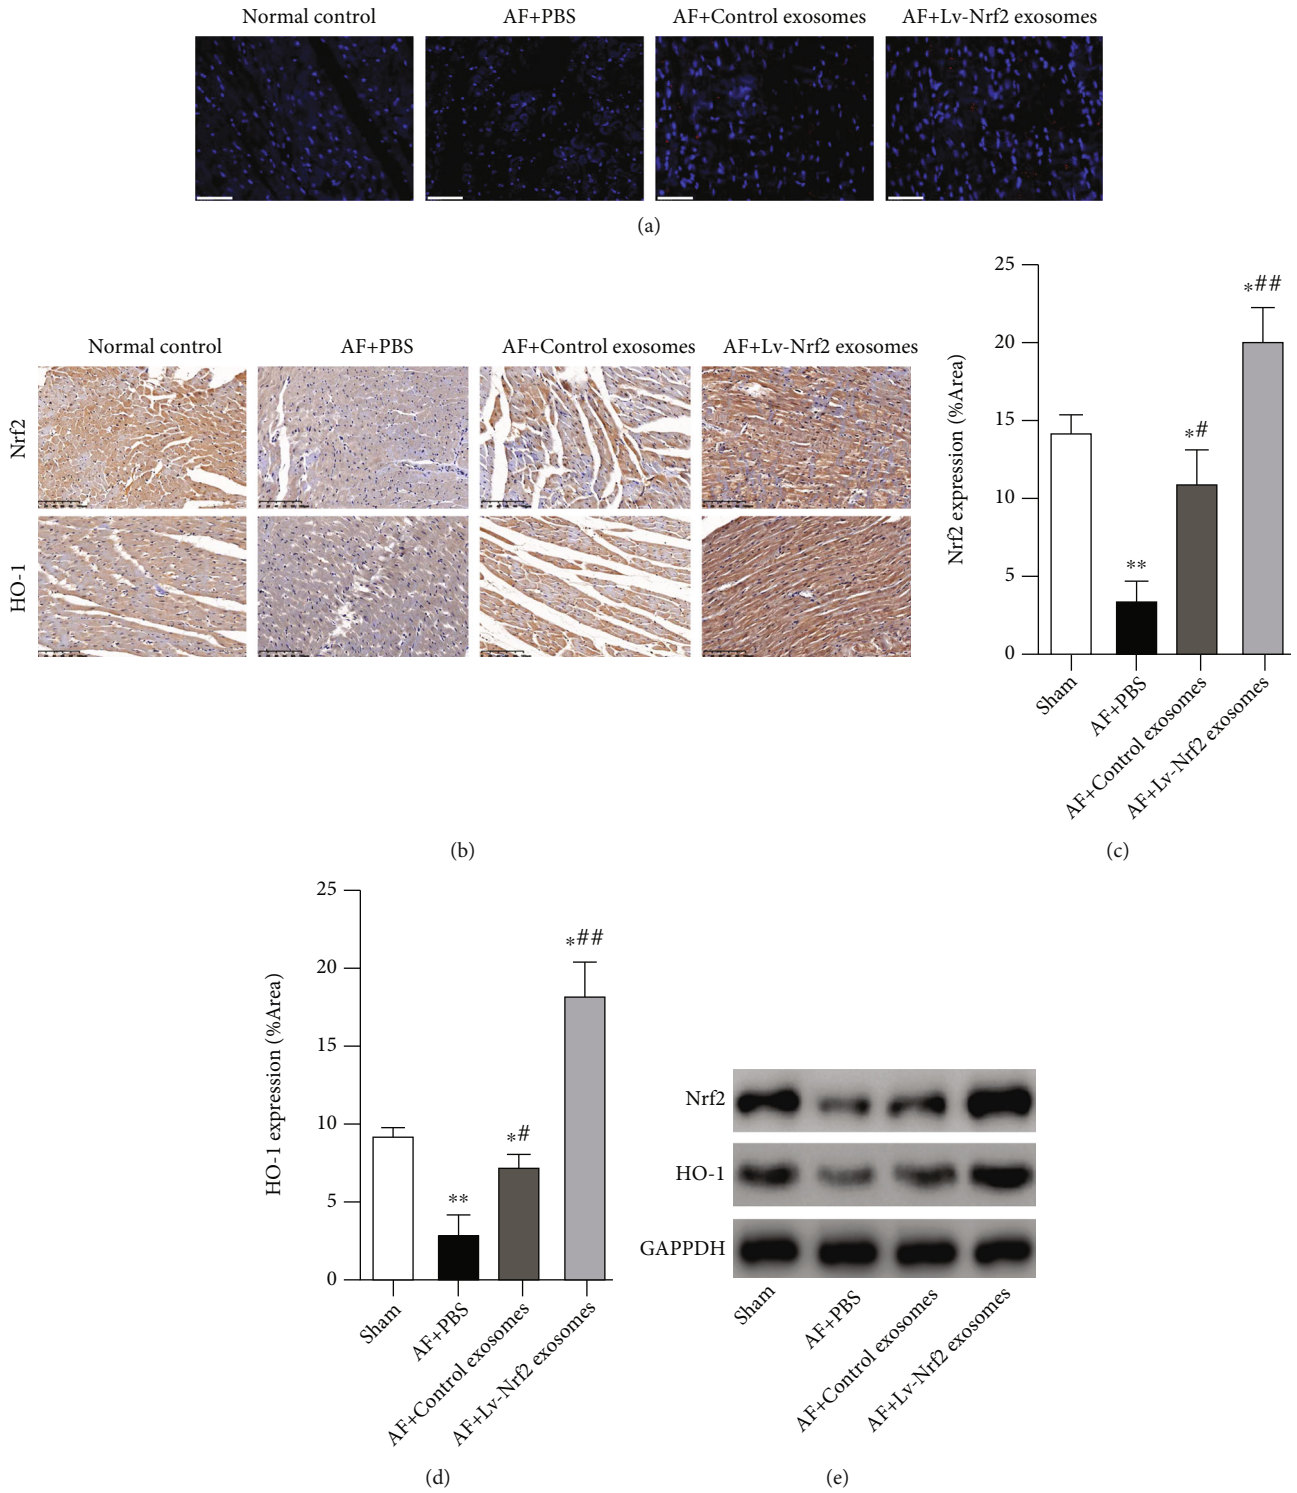 Normal control AF+PBS AF+Control exosomes AF+Lv-Nrf2 exosomes
(a)
Normal control AF+PBS AF+Control exosomes AF+Lv-Nrf2 exosomes
Nrf2
HO-1
(b)
Nrf2 expression (%Area)
25
20
15
10
5
0
**
*#
*##
Sham
AF+PBS
AF+Control exosomes
AF+Lv-Nrf2 exosomes
(c)
HO-1 expression (%Area)
25
20
15
10
5
0
**
*#
*##
Sham
AF+PBS
AF+Control exosomes
AF+Lv-Nrf2 exosomes
(d)
Nrf2
HO-1
GAPPDH
Sham
AF+PBS
AF+Control exosomes
AF+Lv-Nrf2 exosomes
(e)